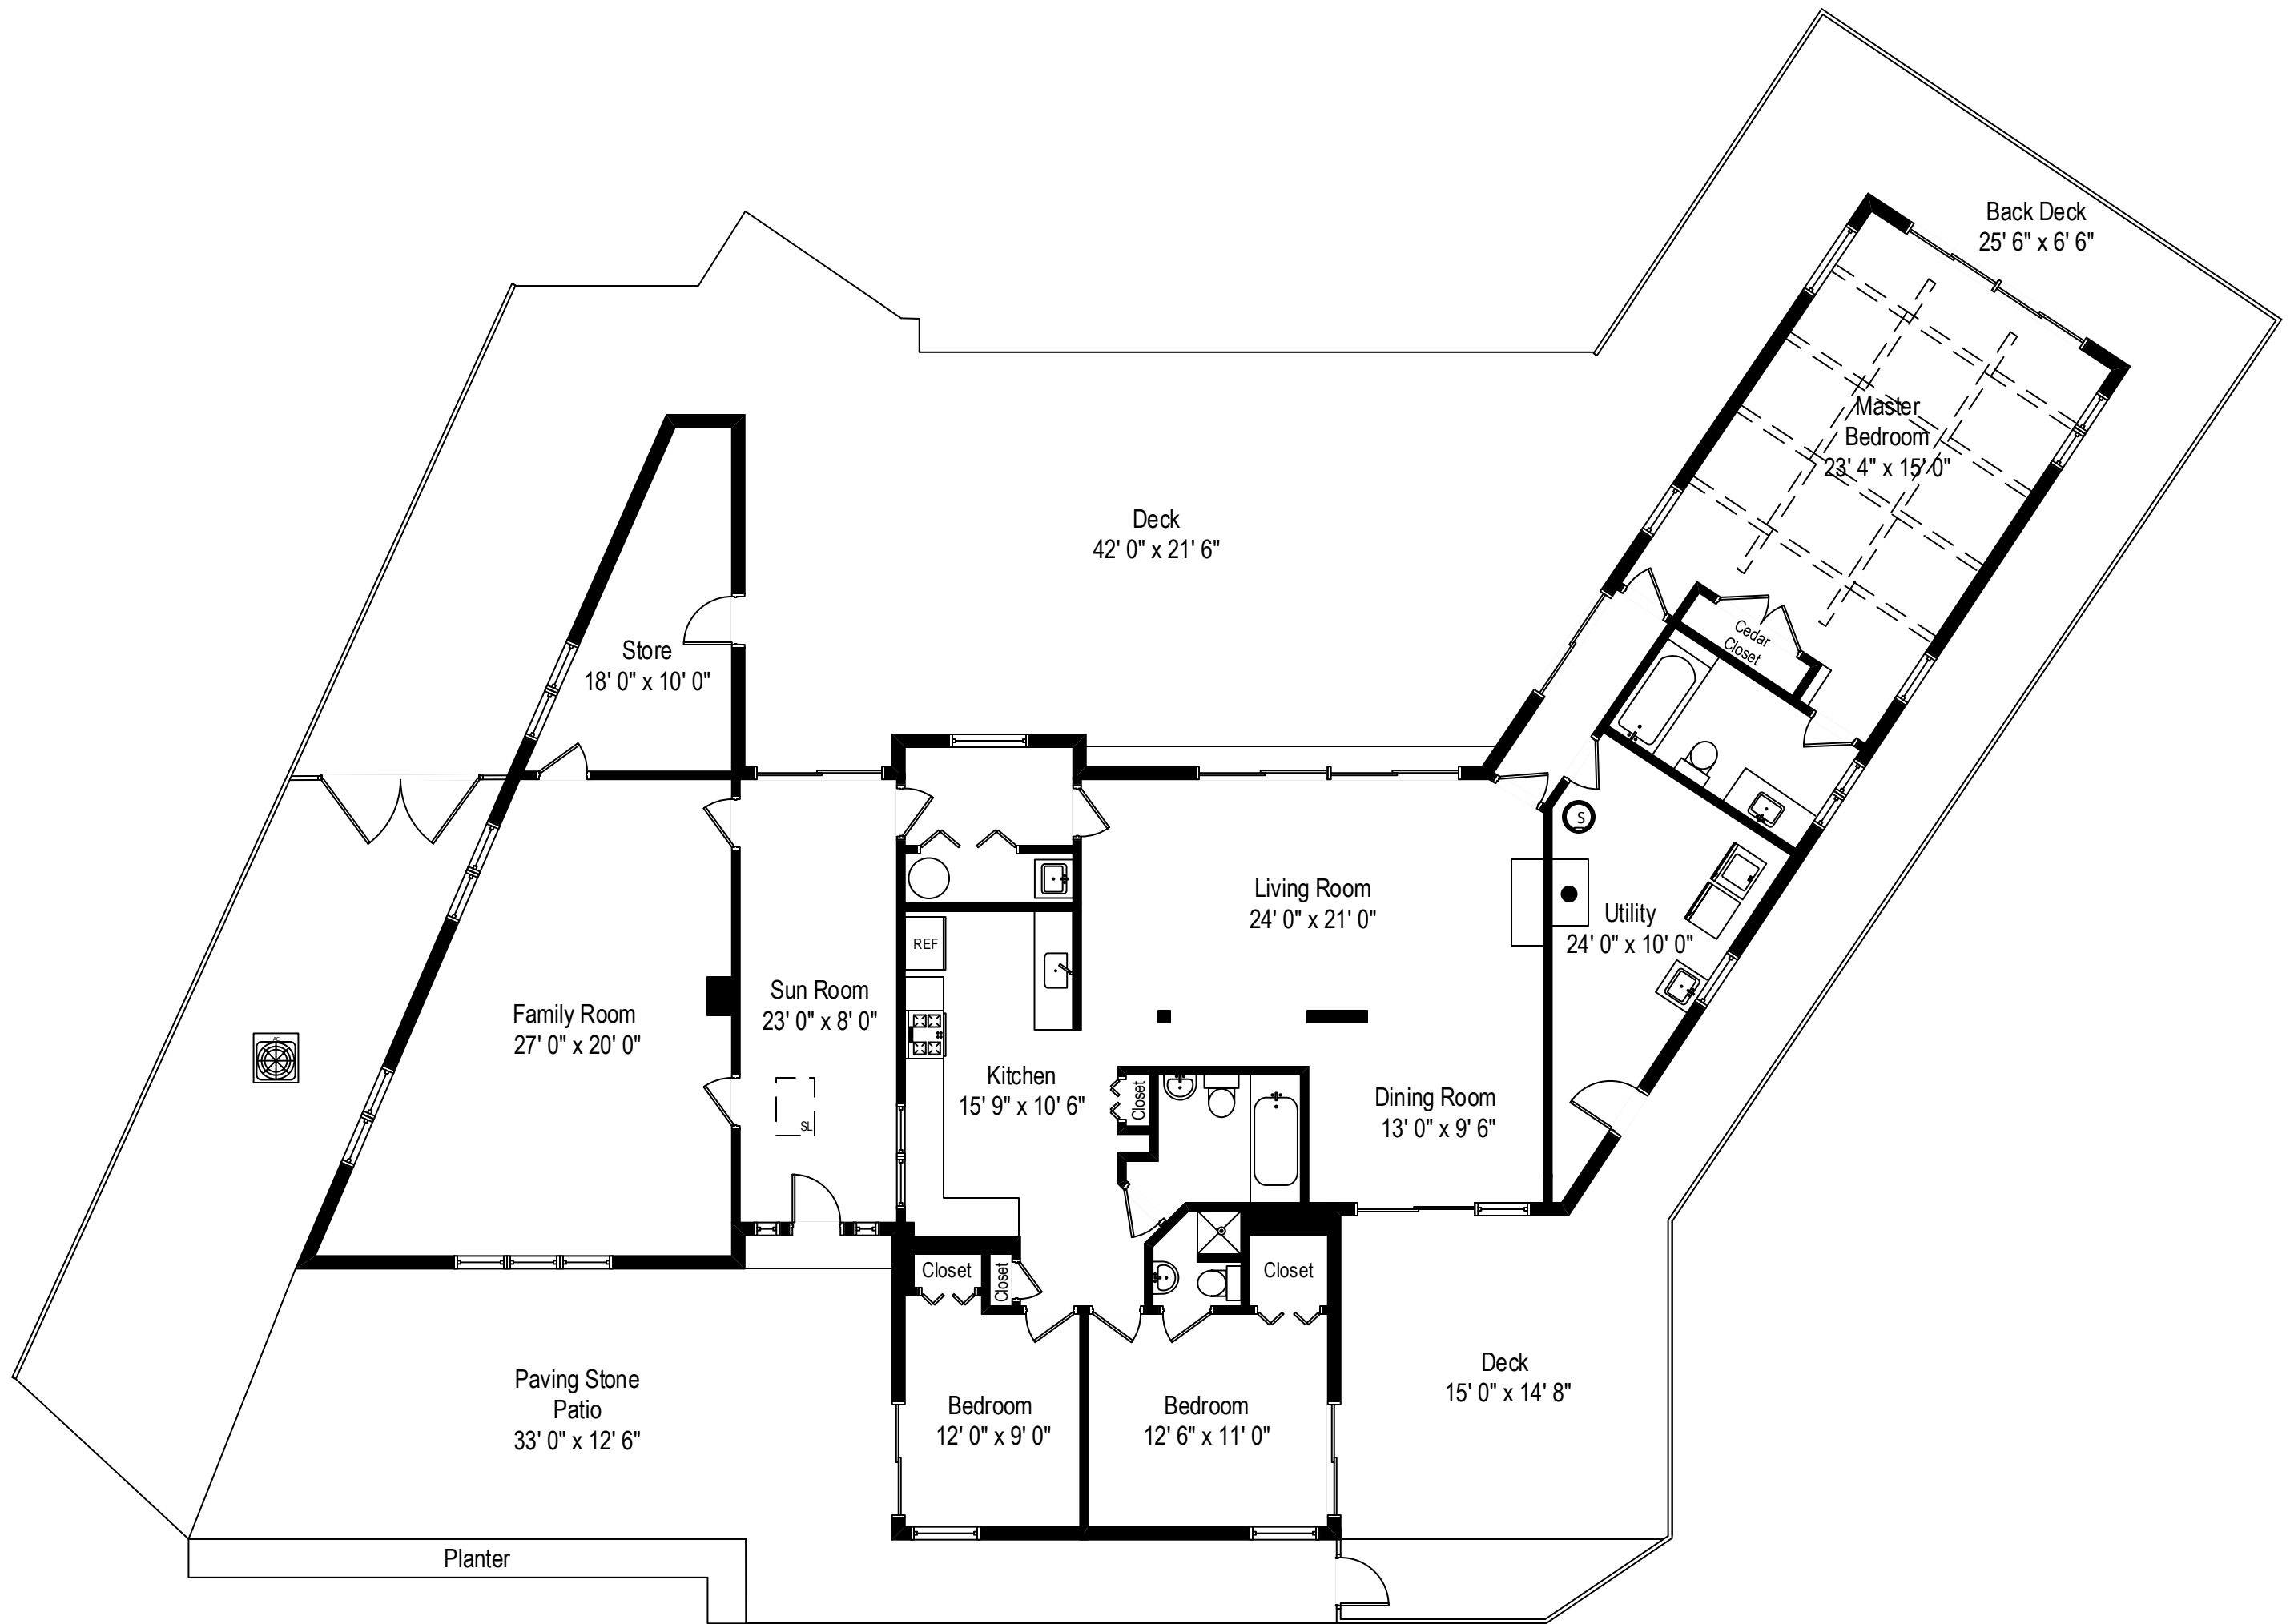 Back Deck
25' 6" x 6' 6"
Master
Bedroom
23' 4" x 15' 0"
Deck
42' 0" x 21' 6"
Cedar
Closet
Store
18' 0" x 10' 0"
S
Living Room
24' 0" x 21' 0"
Utility
24' 0" x 10' 0"
REF
Sun Room
23' 0" x 8' 0"
Family Room
27' 0" x 20' 0"
AC
Kitchen
15' 9" x 10' 6"
Closet
Dining Room
13' 0" x 9' 6"
SL
Closet
Closet
Closet
Paving Stone
Patio
33' 0" x 12' 6"
Bedroom
12' 0" x 9' 0"
Bedroom
12' 6" x 11' 0"
Deck
15' 0" x 14' 8"
Planter